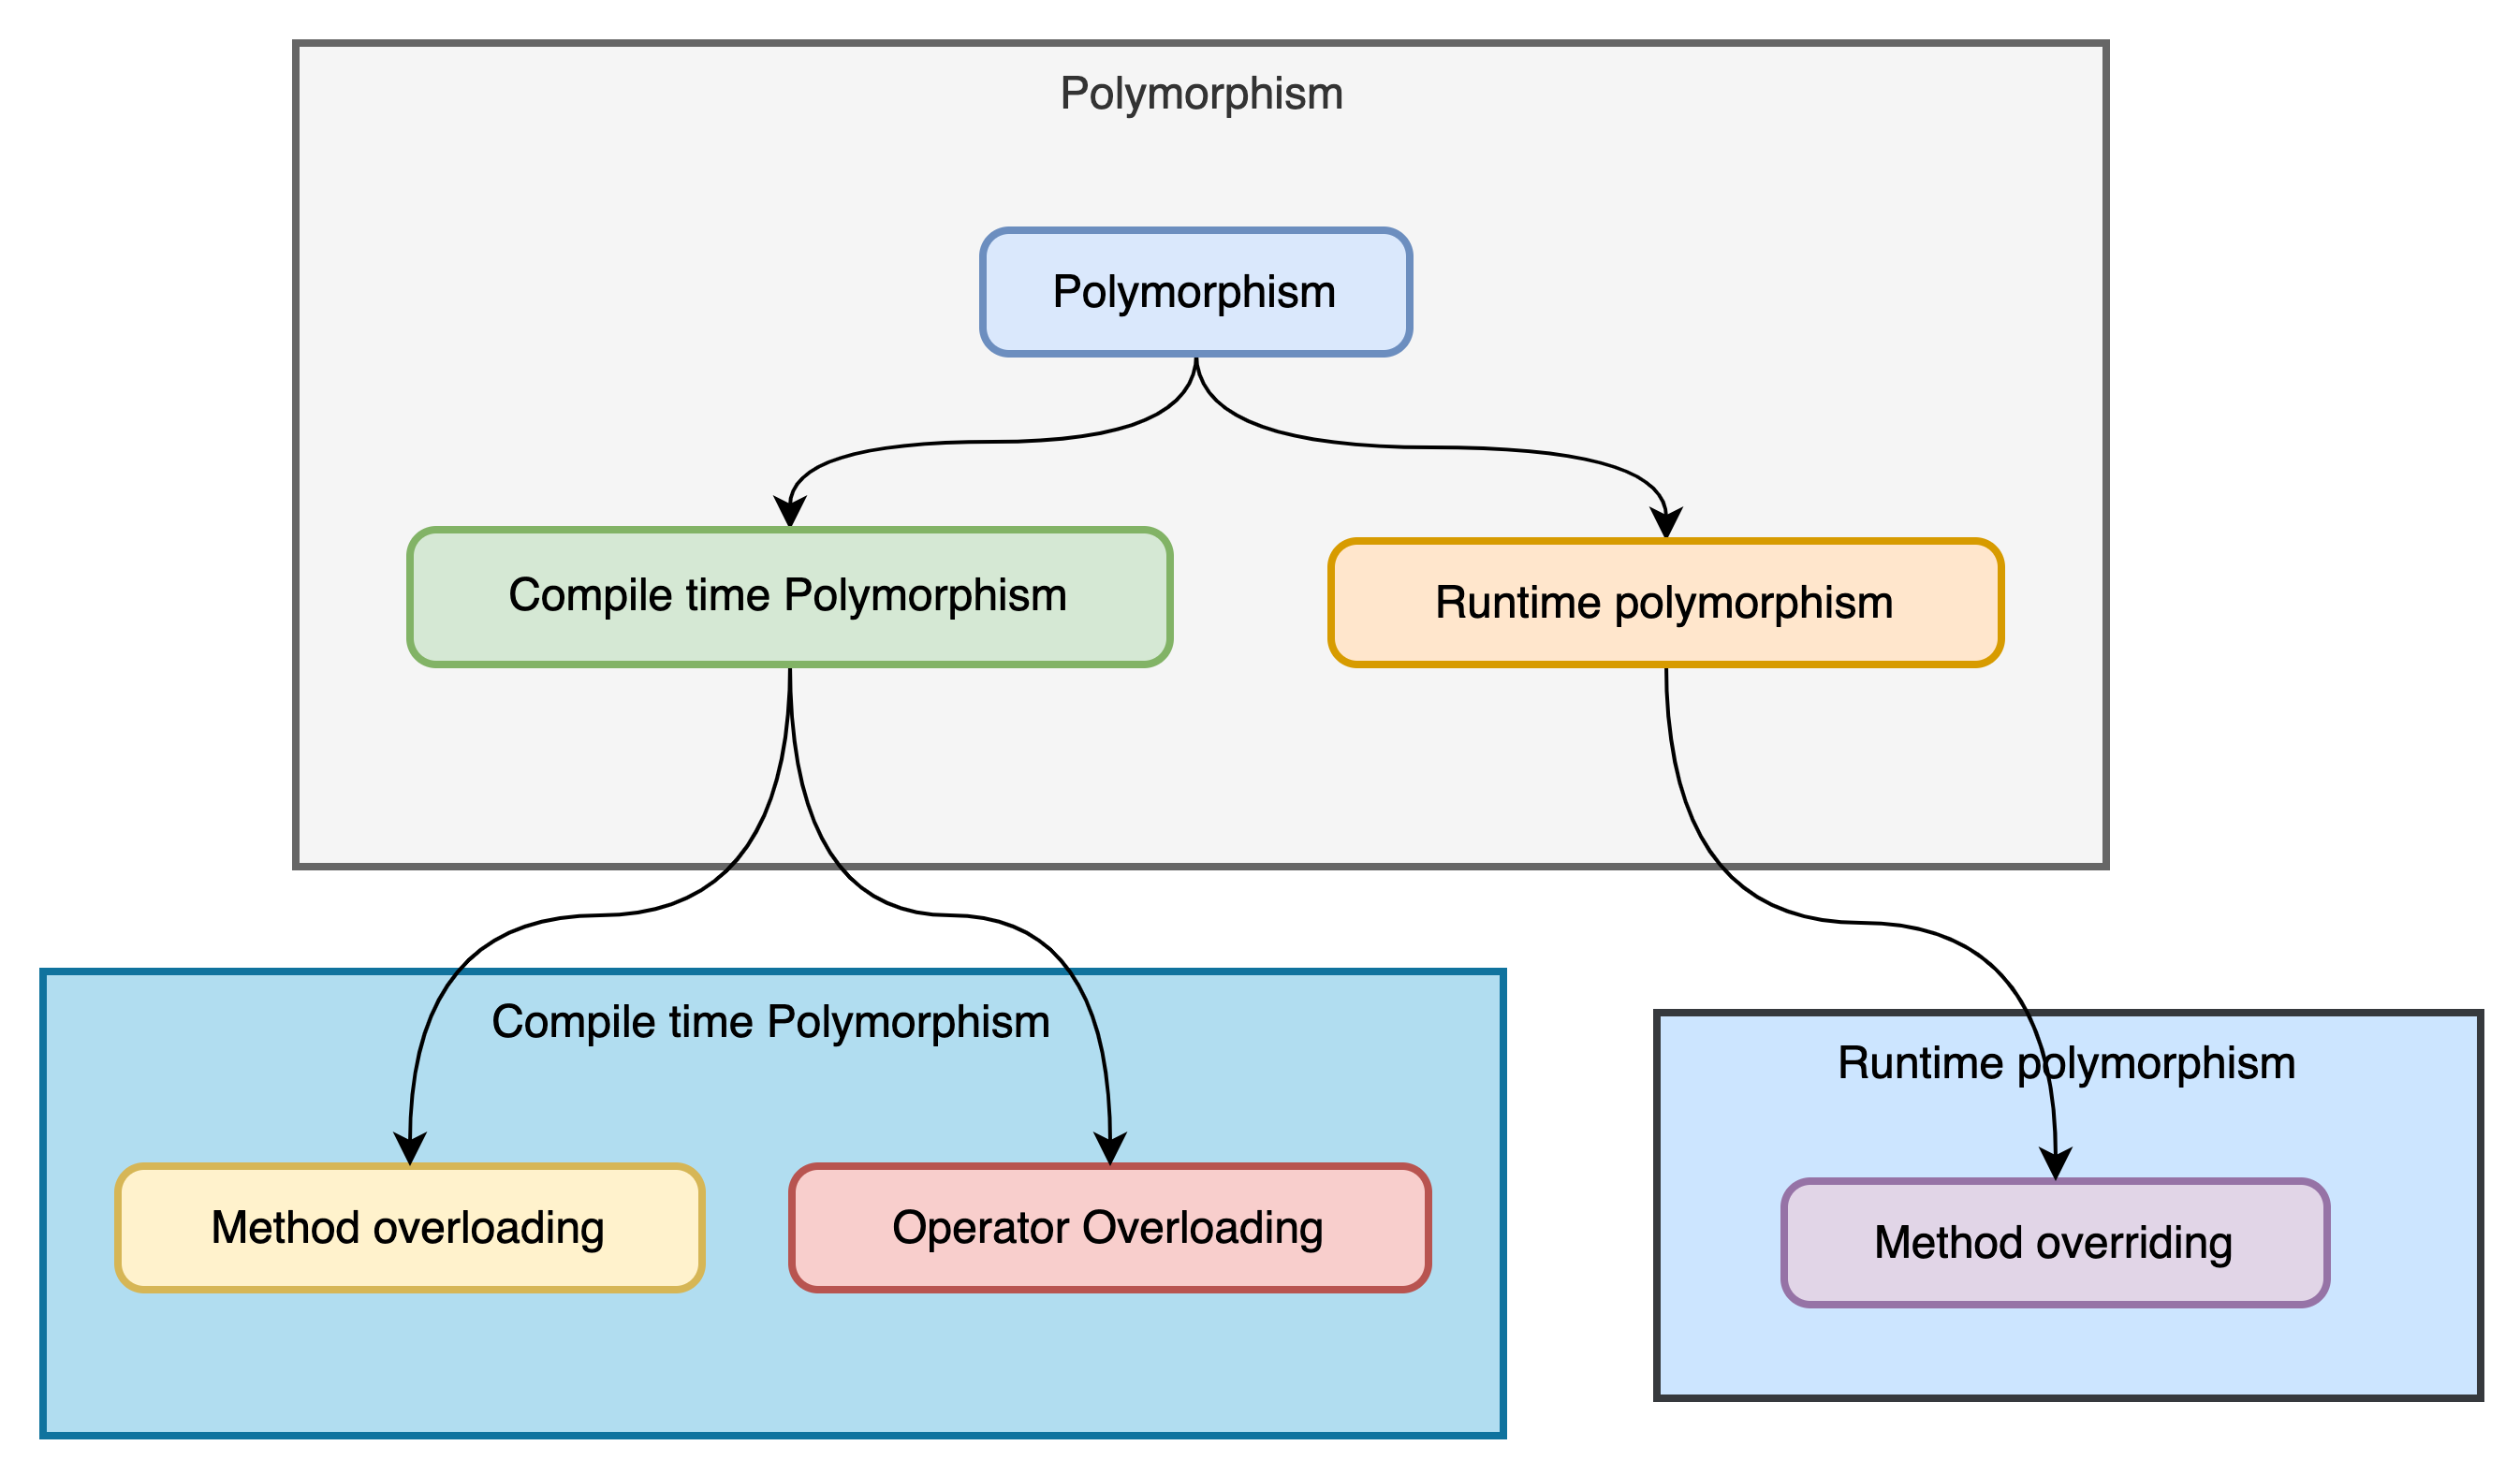 Polymorphism
Polymorphism
Compile time Polymorphism
Runtime polymorphism
Compile time Polymorphism
Method overloading
Operator Overloading
Runtime polymorphism
Method overriding